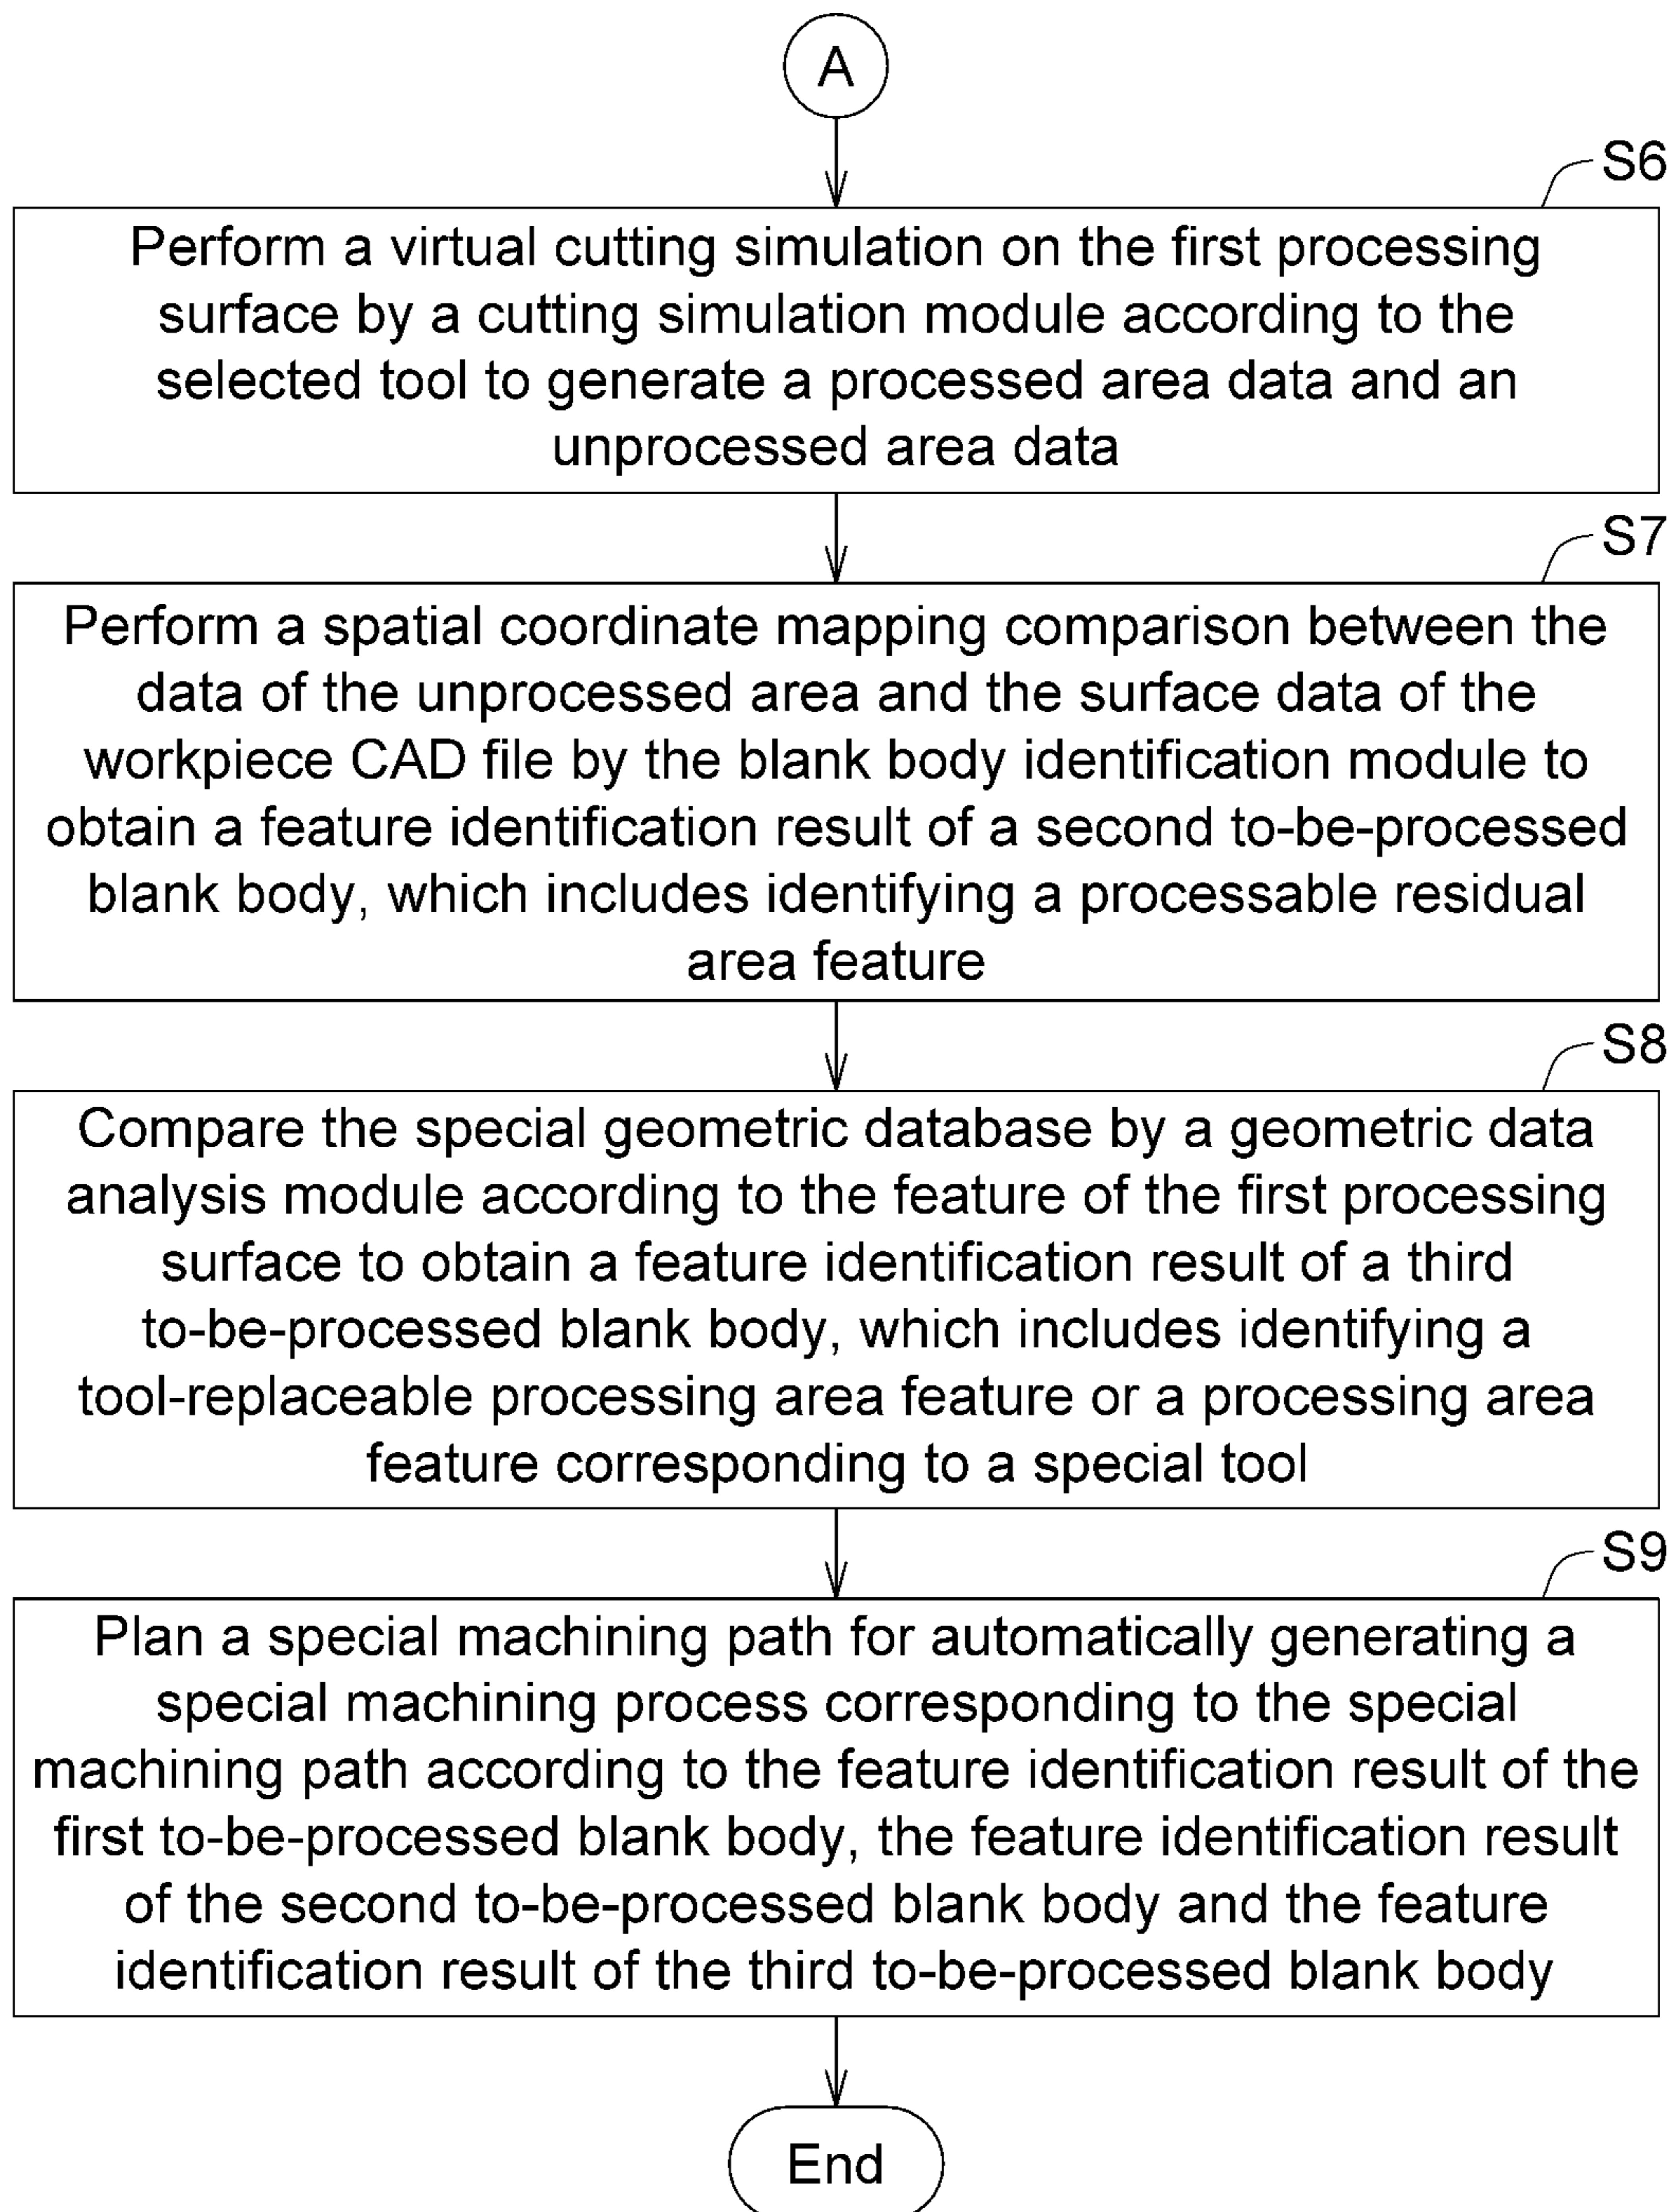 A
S6
Perform a virtual cutting simulation on the first processing
surface by a cutting simulation module according to the
selected tool to generate a processed area data and an
unprocessed area data
S7
Perform a spatial coordinate mapping comparison between the
data of the unprocessed area and the surface data of the
workpiece CAD file by the blank body identification module to
obtain a feature identification result of a second to-be-processed
blank body, which includes identifying a processable residual
area feature
S8
Compare the special geometric database by a geometric data
analysis module according to the feature of the first processing
surface to obtain a feature identification result of a third
to-be-processed blank body, which includes identifying a
tool-replaceable processing area feature or a processing area
feature corresponding to a special tool
S9
Plan a special machining path for automatically generating a
special machining process corresponding to the special
machining path according to the feature identification result of the
first to-be-processed blank body, the feature identification result
of the second to-be-processed blank body and the feature
identification result of the third to-be-processed blank body
End